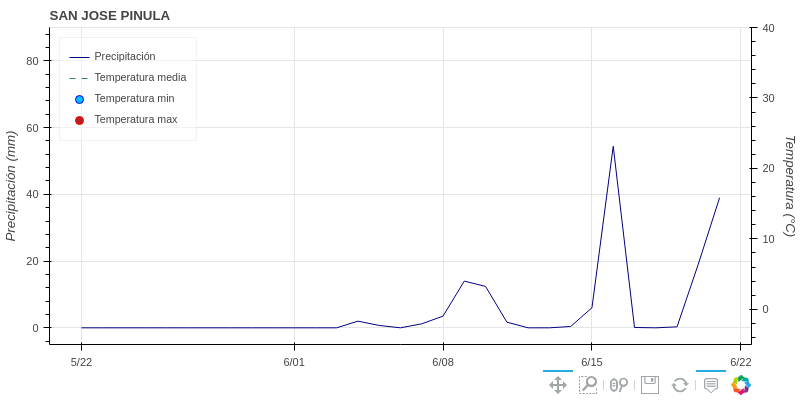 SAN JOSE PINULA
Precipitación
Temperatura media
Temperatura min
Temperatura max
Precipitación (mm)
80
60
40
20
0
Temperatura (°C)
40
30
20
10
0
5/22
6/01
6/08
6/15
6/22